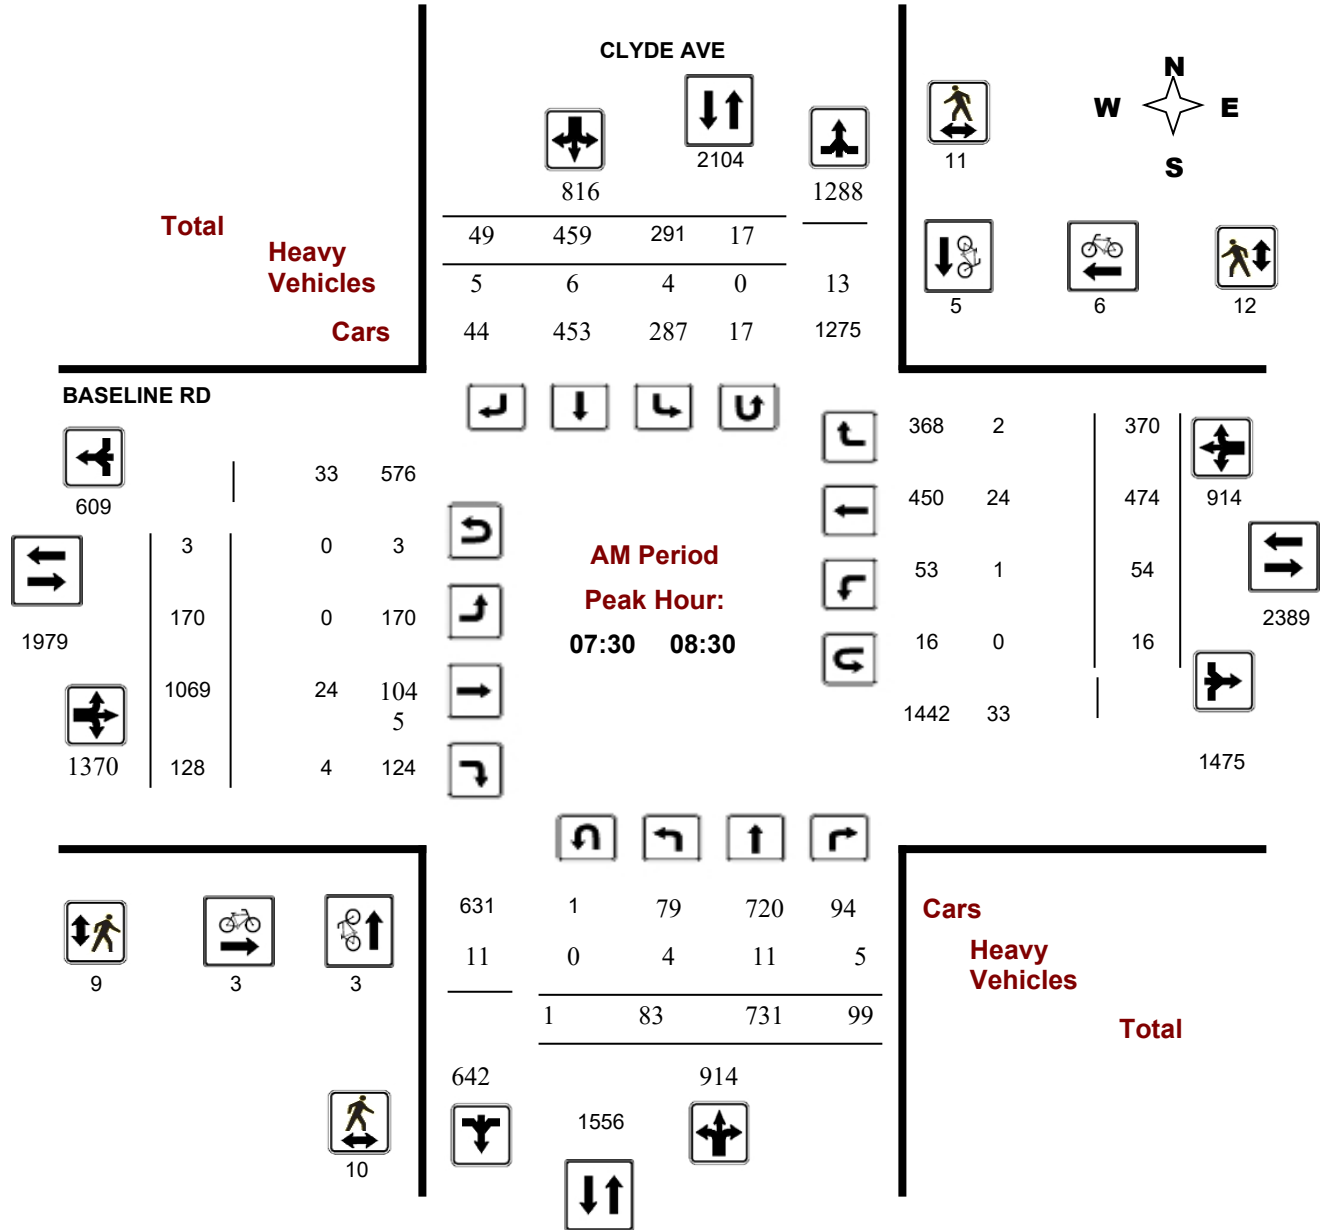 CLYDE AVE
N
W E
S
2104
11
816 1288
Total 49 459 291 17
Heavy
Vehicles 5 6 4 0 13
5 6 12
Cars 44 453 287 17 1275
BASELINE RD
368 2 370
33 576
609
450 24 474 914
3 0 3
AM Period
53 1 54
Peak Hour:
170 0 170
2389
1979
07:30 08:30
16 0 16
1069 24 104
5
1442 33
1370 128 4 124
1475
631 1 79 720 94 Cars
11 0 4 11 5 Heavy
Vehicles
9 3 3
1 83 731 99 Total
642 914
1556
10